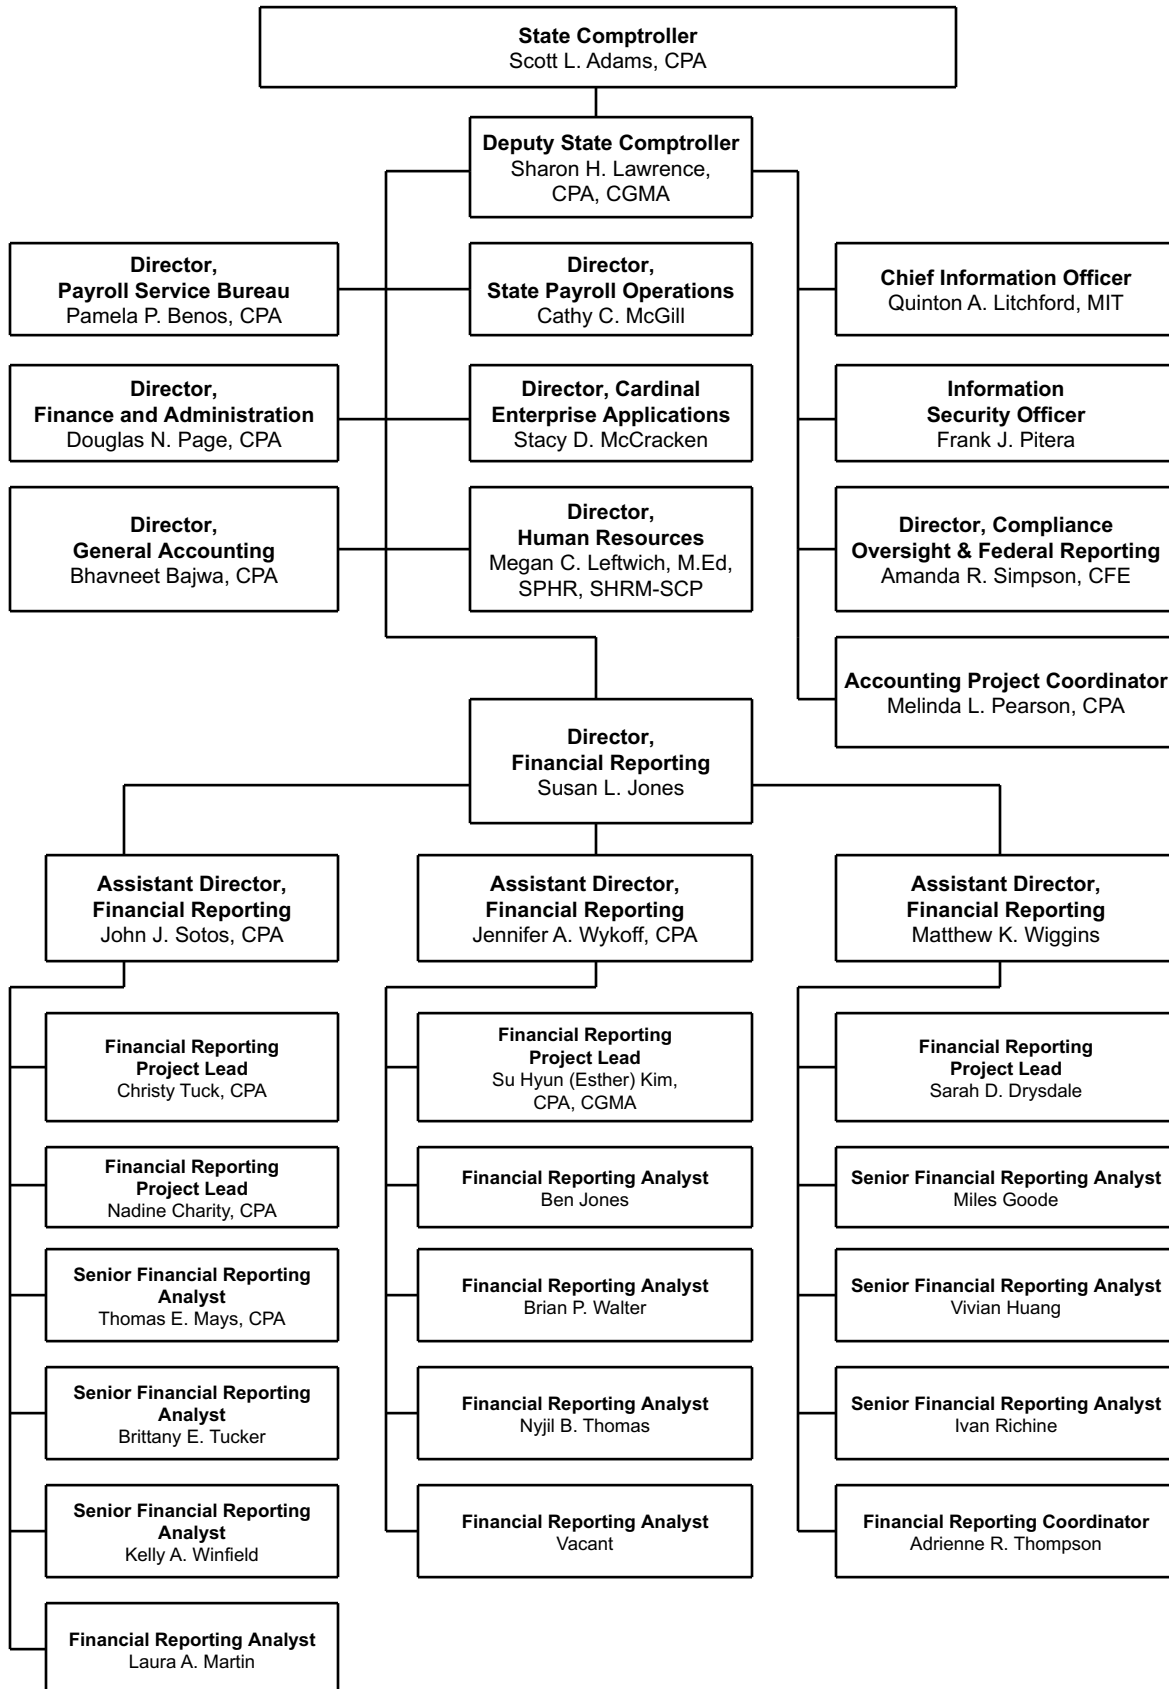 State Comptroller
Scott L. Adams, CPA
Deputy State Comptroller
Sharon H. Lawrence,
CPA, CGMA
Director,
Payroll Service Bureau
Pamela P. Benos, CPA
Director,
State Payroll Operations
Cathy C. McGill
Chief Information Officer
Quinton A. Litchford, MIT
Director,
Finance and Administration
Douglas N. Page, CPA
Director, Cardinal
Enterprise Applications
Stacy D. McCracken
Information
Security Officer
Frank J. Pitera
Director,
General Accounting
Bhavneet Bajwa, CPA
Director,
Human Resources
Megan C. Leftwich, M.Ed,
SPHR, SHRM-SCP
Director, Compliance
Oversight & Federal Reporting
Amanda R. Simpson, CFE
Accounting Project Coordinator
Melinda L. Pearson, CPA
Director,
Financial Reporting
Susan L. Jones
Assistant Director,
Financial Reporting
John J. Sotos, CPA
Assistant Director,
Financial Reporting
Jennifer A. Wykoff, CPA
Assistant Director,
Financial Reporting
Matthew K. Wiggins
Financial Reporting
Project Lead
Christy Tuck, CPA
Financial Reporting
Project Lead
Su Hyun (Esther) Kim,
CPA, CGMA
Financial Reporting
Project Lead
Sarah D. Drysdale
Financial Reporting
Project Lead
Nadine Charity, CPA
Financial Reporting Analyst
Ben Jones
Senior Financial Reporting Analyst
Miles Goode
Senior Financial Reporting
Analyst
Thomas E. Mays, CPA
Financial Reporting Analyst
Brian P. Walter
Senior Financial Reporting Analyst
Vivian Huang
Senior Financial Reporting
Analyst
Brittany E. Tucker
Financial Reporting Analyst
Nyjil B. Thomas
Senior Financial Reporting Analyst
Ivan Richine
Senior Financial Reporting
Analyst
Kelly A. Winfield
Financial Reporting Analyst
Vacant
Financial Reporting Coordinator
Adrienne R. Thompson
Financial Reporting Analyst
Laura A. Martin